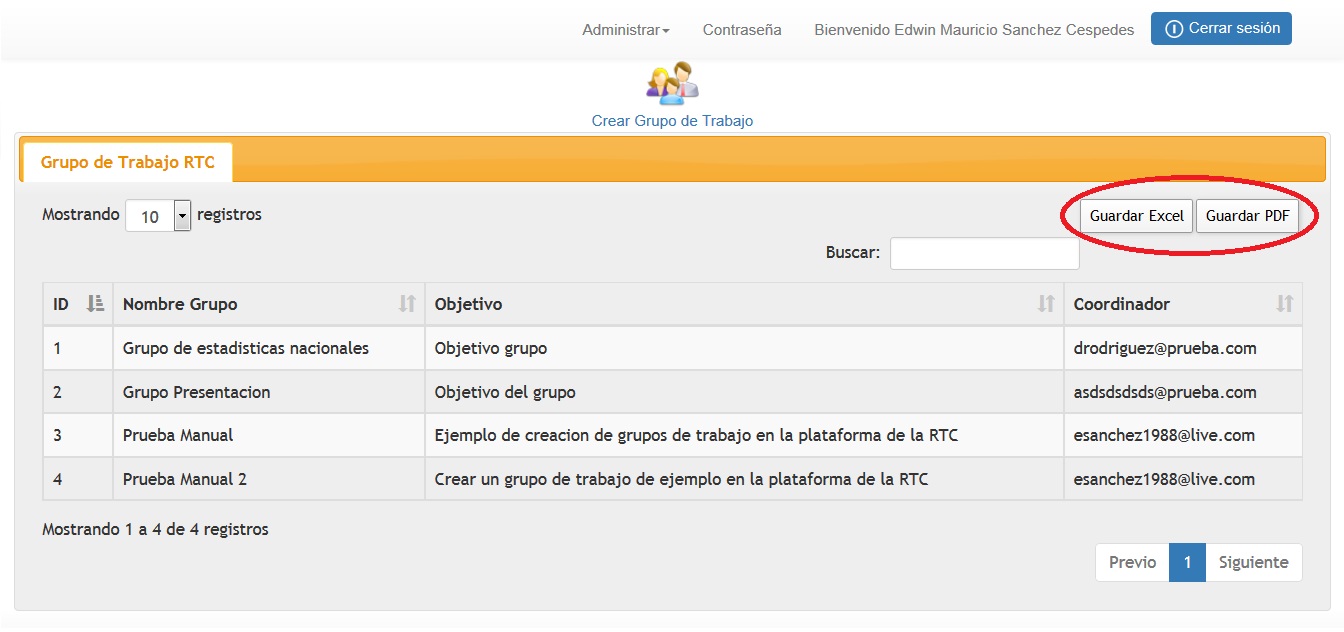 Administrar Contraseña Bienvenido Edwin Mauricio Sanchez Cespedes Cerrar sesión
Crear Grupo de Trabajo
Grupo de Trabajo RTC
Mostrando 10 registros Guardar Excel Guardar PDF
Buscar:
ID Nombre Grupo Objetivo Coordinador
1 Grupo de estadisticas nacionales Objetivo grupo drodriguez@prueba.com
2 Grupo Presentacion Objetivo del grupo asdsdsdsds@prueba.com
3 Prueba Manual Ejemplo de creacion de grupos de trabajo en la plataforma de la RTC esanchez1988@live.com
4 Prueba Manual 2 Crear un grupo de trabajo de ejemplo en la plataforma de la RTC esanchez1988@live.com
Mostrando 1 a 4 de 4 registros
Previo 1 Siguiente